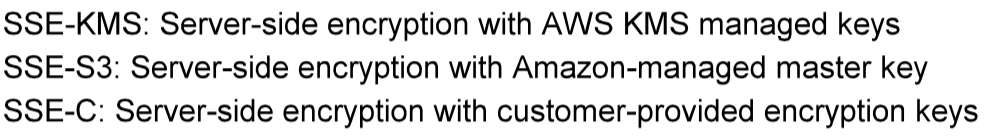 SSE-KMS: Server-side encryption with AWS KMS managed keys
SSE-S3: Server-side encryption with Amazon-managed master key
SSE-C: Server-side encryption with customer-provided encryption keys